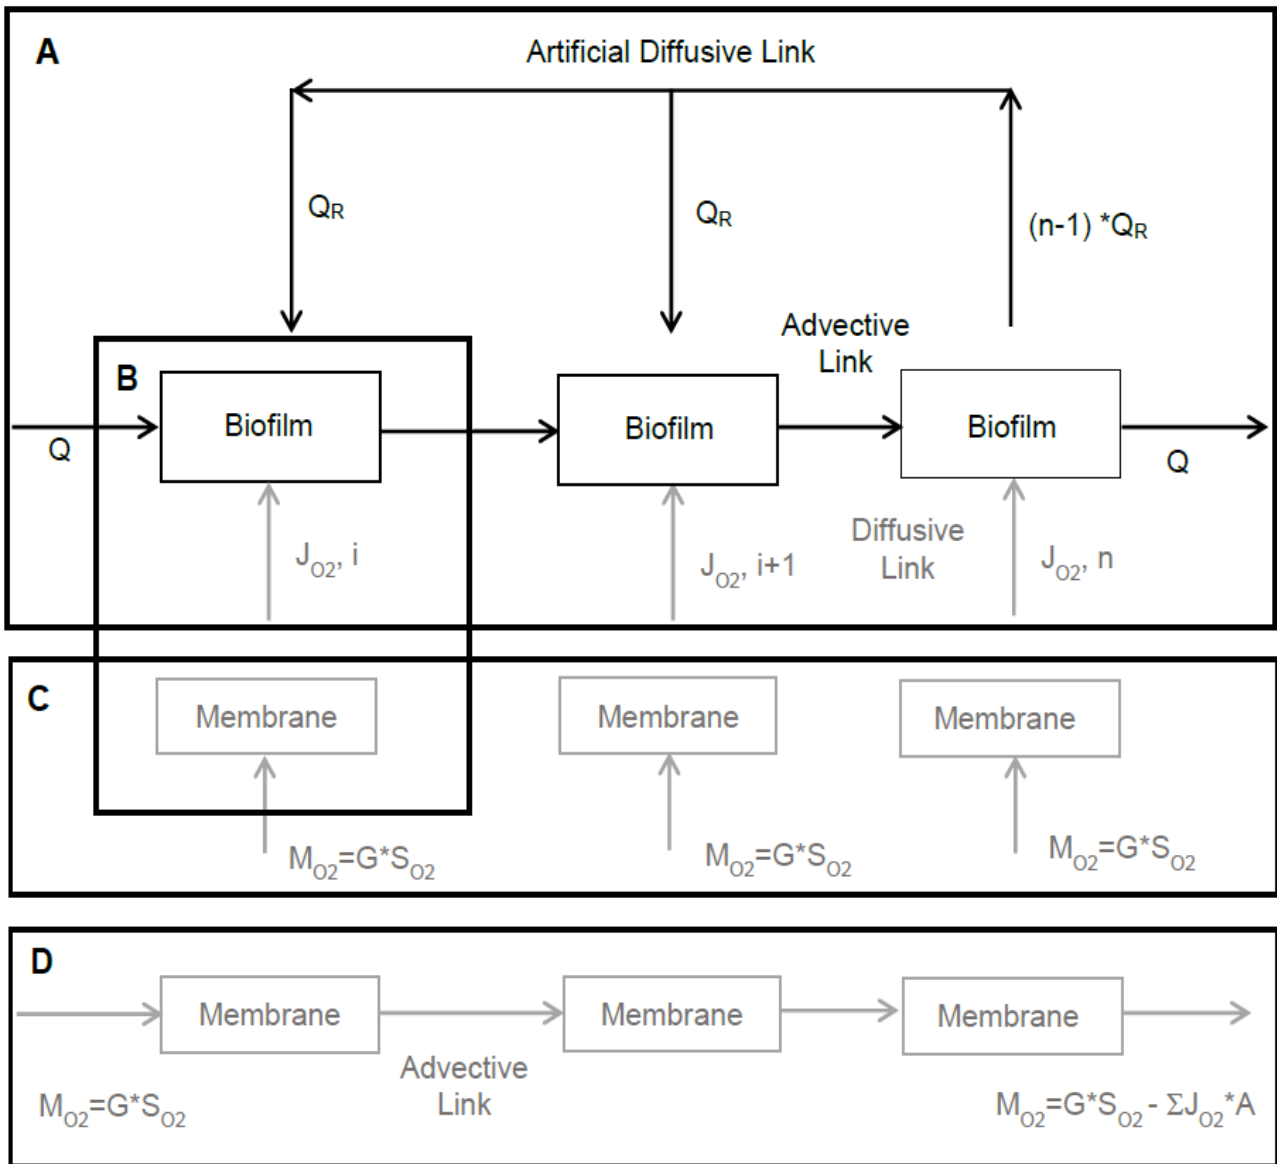 A
Artificial Diffusive Link
QR
QR
(n-1) *QR
Advective
Link
B
Biofilm
Biofilm
Biofilm
Q
Q
JO2, i
JO2, i+1
Diffusive
Link
JO2, n
C
Membrane
Membrane
Membrane
MO2=G*SO2
MO2=G*SO2
MO2=G*SO2
D
Membrane
Membrane
Membrane
Advective
Link
MO2=G*SO2
MO2=G*SO2 - ΣJO2*A